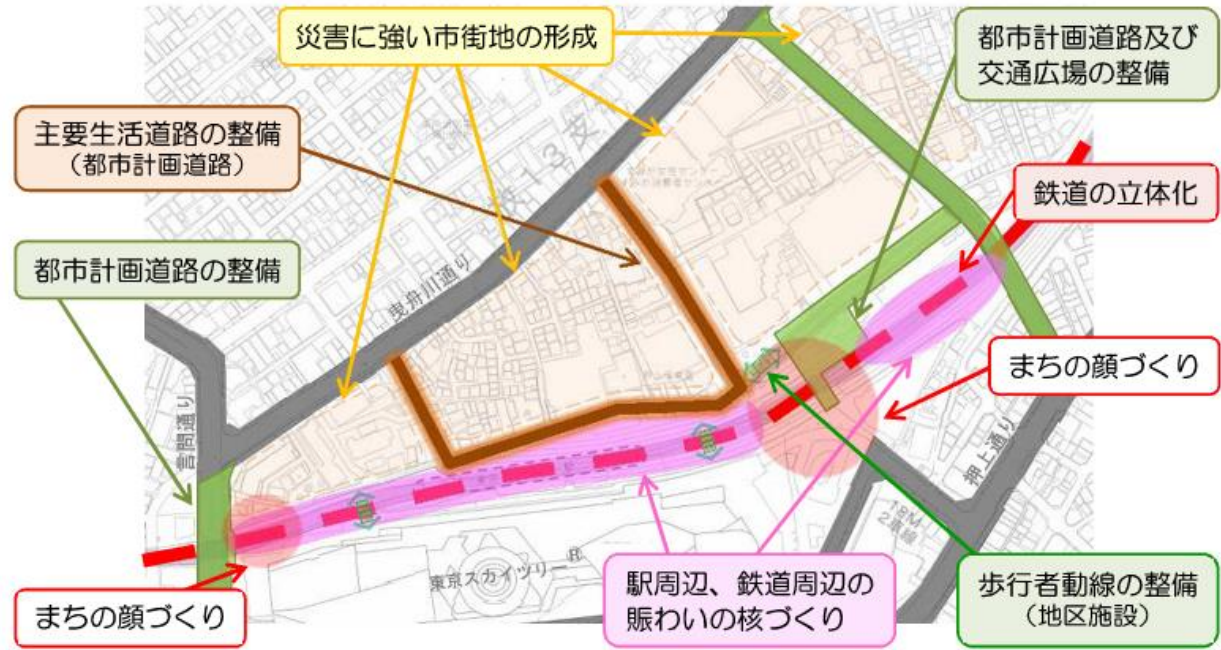 災害に強い市街地の形成
都市計画道路及び
交通広場の整備
主要生活道路の整備
（都市計画道路）
鉄道の立体化
都市計画道路の整備
曳舟川通り
まちの顔づくり
言問通り
押上通り
東京スカイツリー®
駅周辺、鉄道周辺の
賑わいの核づくり
歩行者動線の整備
（地区施設）
まちの顔づくり